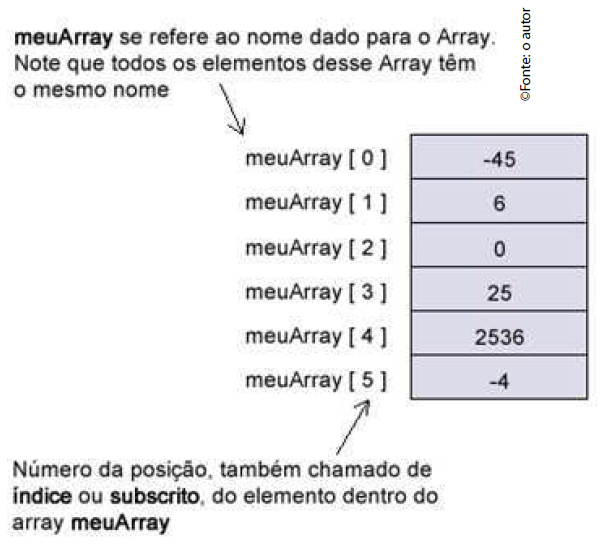 meuArray se refere ao nome dado para o Array.
Note que todos os elementos desse Array têm
o mesmo nome
©Fonte: o autor
meuArray [ 0 ] -45
meuArray [ 1 ] 6
meuArray [ 2 ] 0
meuArray [ 3 ] 25
meuArray [ 4 ] 2536
meuArray [ 5 ] -4
Número da posição, também chamado de
índice ou subscrito, do elemento dentro do
array meuArray